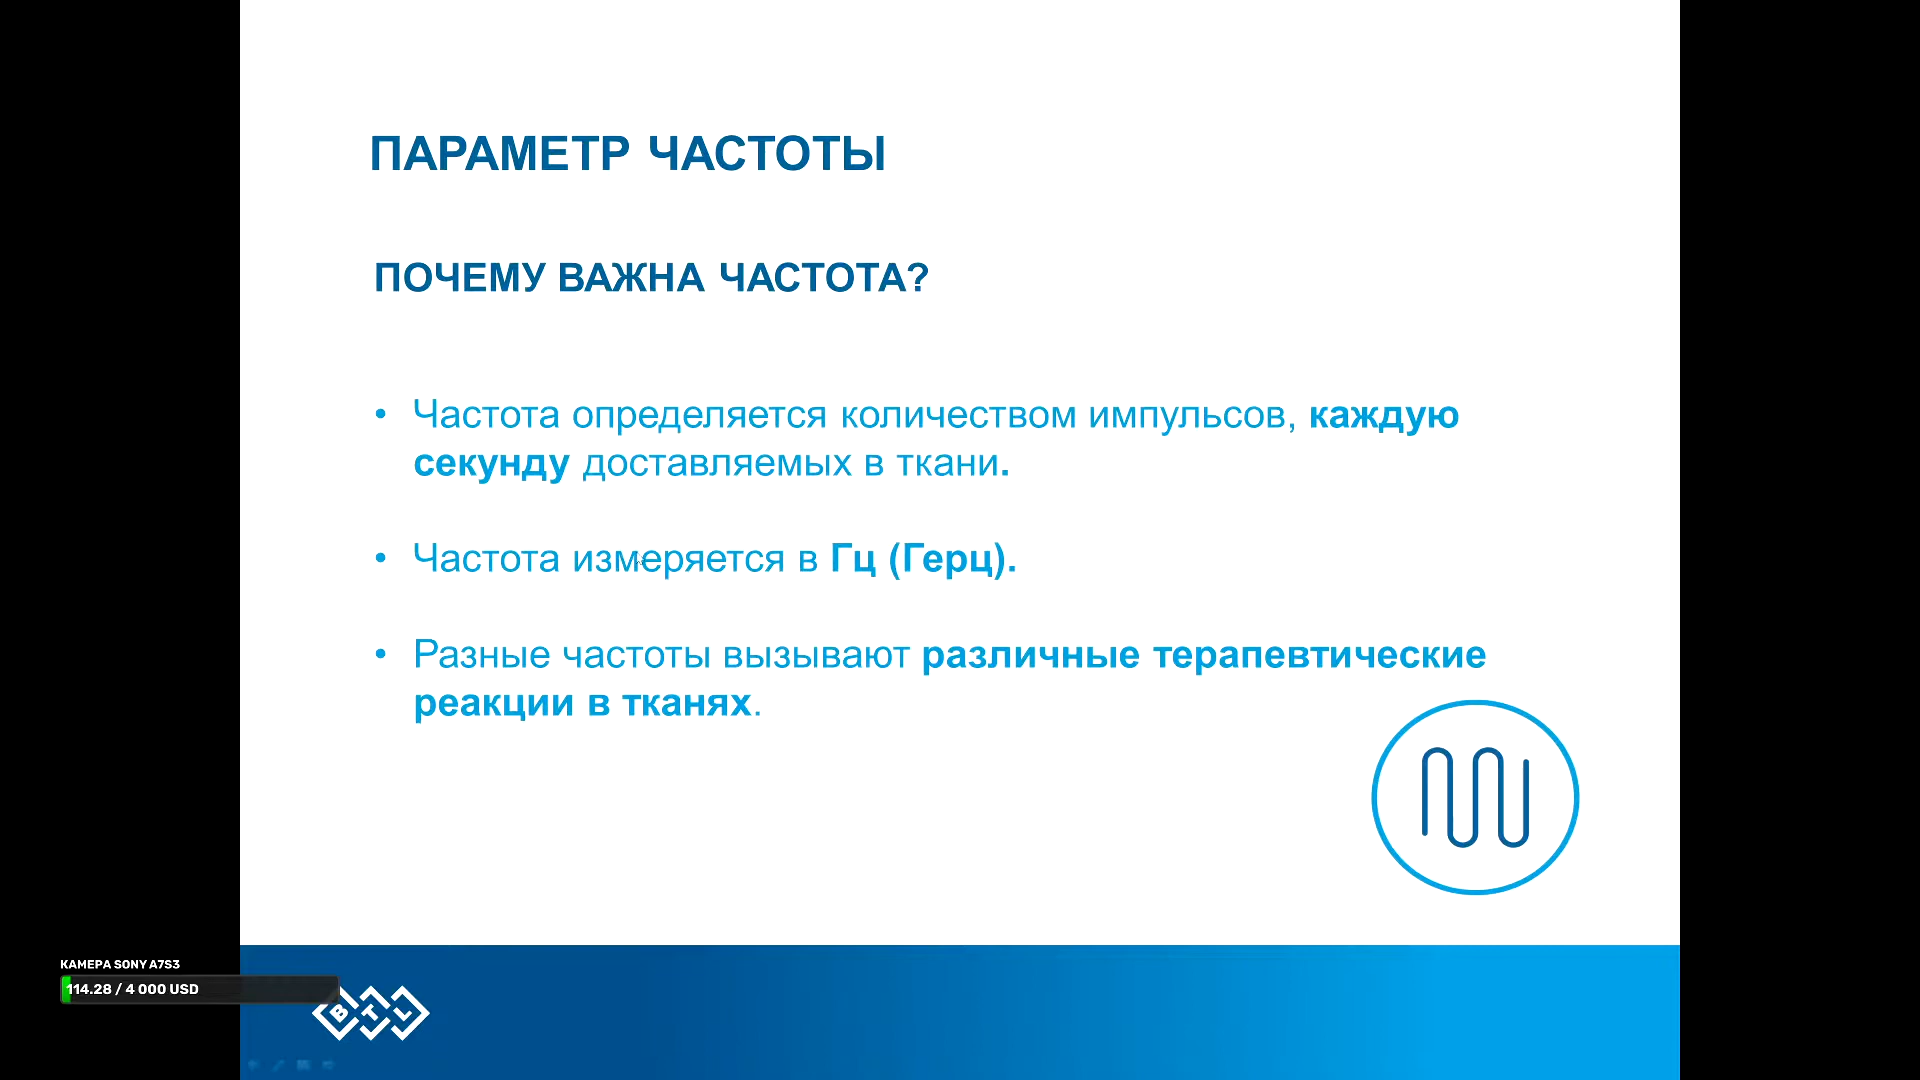 ПАРАМЕТР ЧАСТОТЫ
ПОЧЕМУ ВАЖНА ЧАСТОТА?
• Частота определяется количеством импульсов, каждую
секунду доставляемых в ткани.
• Частота измеряется в Гц (Герц).
• Разные частоты вызывают различные терапевтические
реакции в тканях.
КАМЕРА SONY A7S3
114.28 / 4 000 USD
BTL